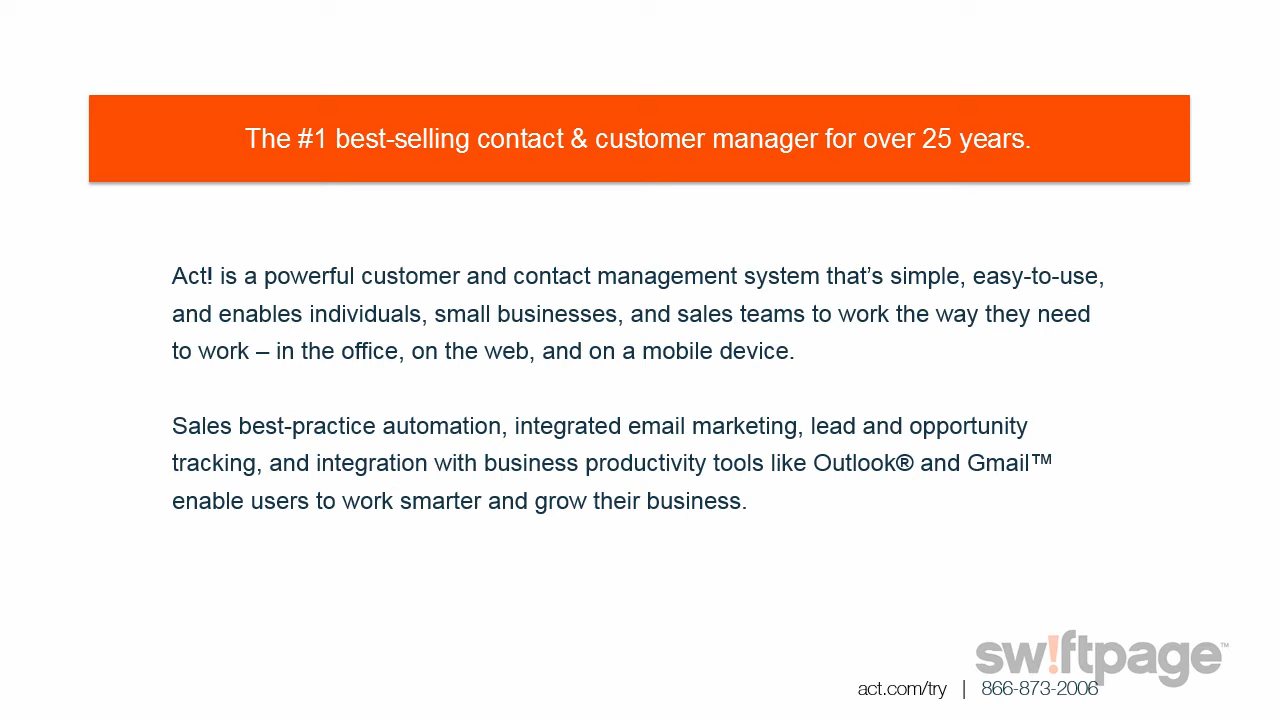 The #1 best-selling contact & customer manager for over 25 years.
Act! is a powerful customer and contact management system that’s simple, easy-to-use,
and enables individuals, small businesses, and sales teams to work the way they need
to work – in the office, on the web, and on a mobile device.
Sales best-practice automation, integrated email marketing, lead and opportunity
tracking, and integration with business productivity tools like Outlook® and Gmail™
enable users to work smarter and grow their business.
sw!ftpage™
act.com/try | 866-873-2006